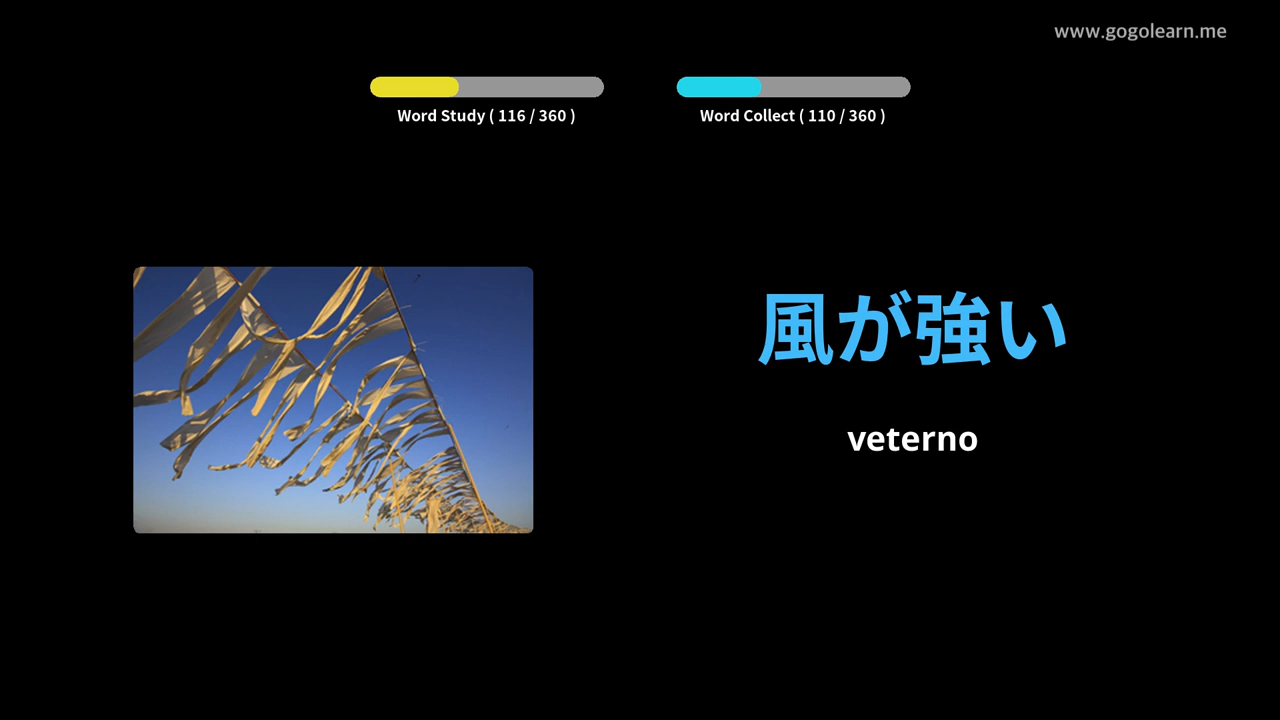 www.gogolearn.me
Word Study ( 116 / 360 )
Word Collect ( 110 / 360 )
風が強い
veterno